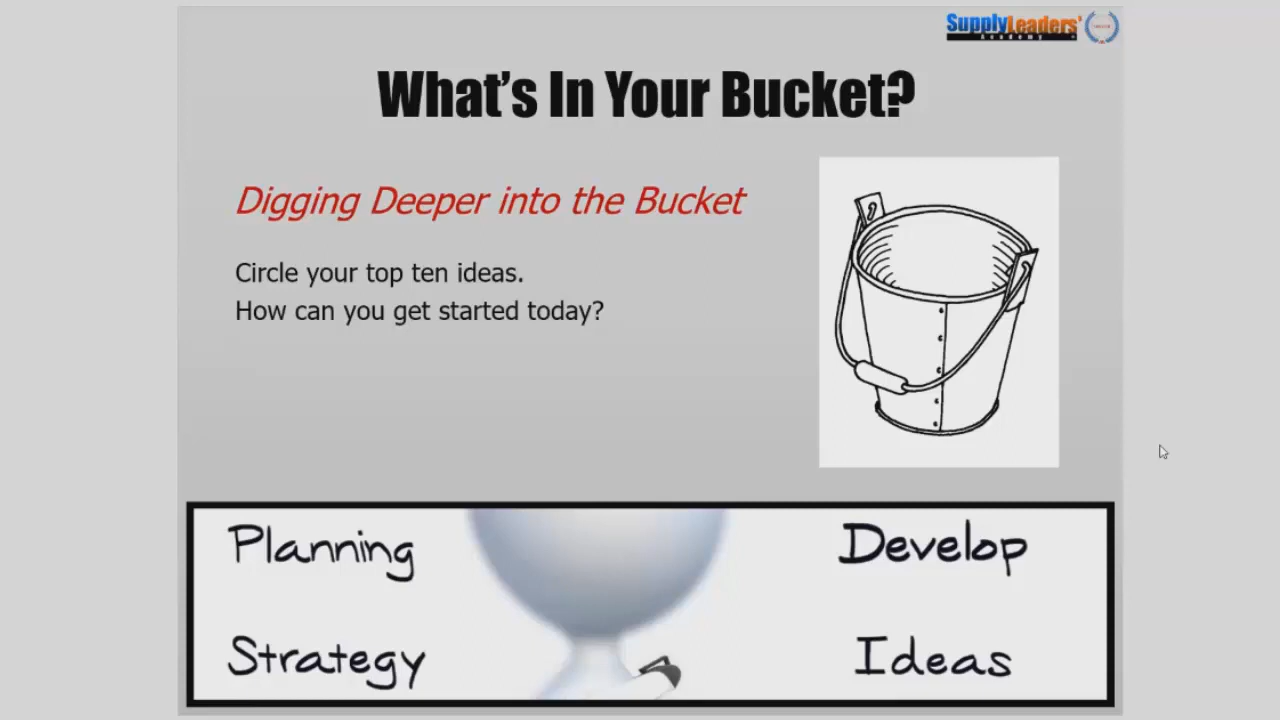 SupplyLeaders'
Academy
What's In Your Bucket?
Digging Deeper into the Bucket
Circle your top ten ideas.
How can you get started today?
Planning
Develop
Strategy
Ideas